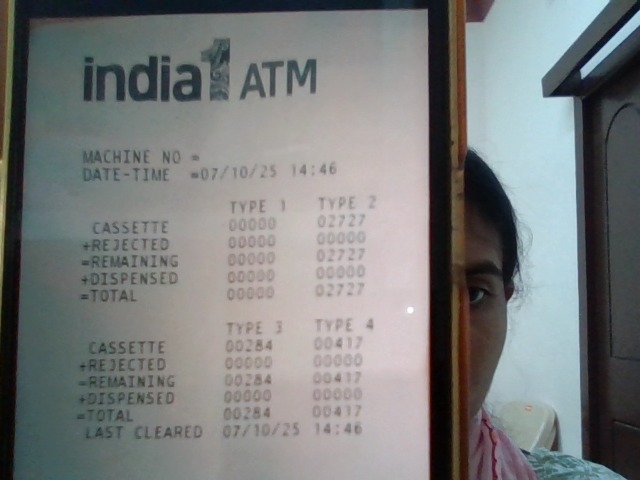 india1 ATM
MACHINE NO =
DATE-TIME =07/10/25 14:46
TYPE 1 TYPE 2
CASSETTE 00000 02727
+REJECTED 00000 00000
=REMAINING 00000 02727
+DISPENSED 00000 00000
=TOTAL 00000 02727
TYPE 3 TYPE 4
CASSETTE 00284 00417
+REJECTED 00000 00000
=REMAINING 00284 00417
+DISPENSED 00000 00000
=TOTAL 00284 00417
LAST CLEARED 07/10/25 14:46